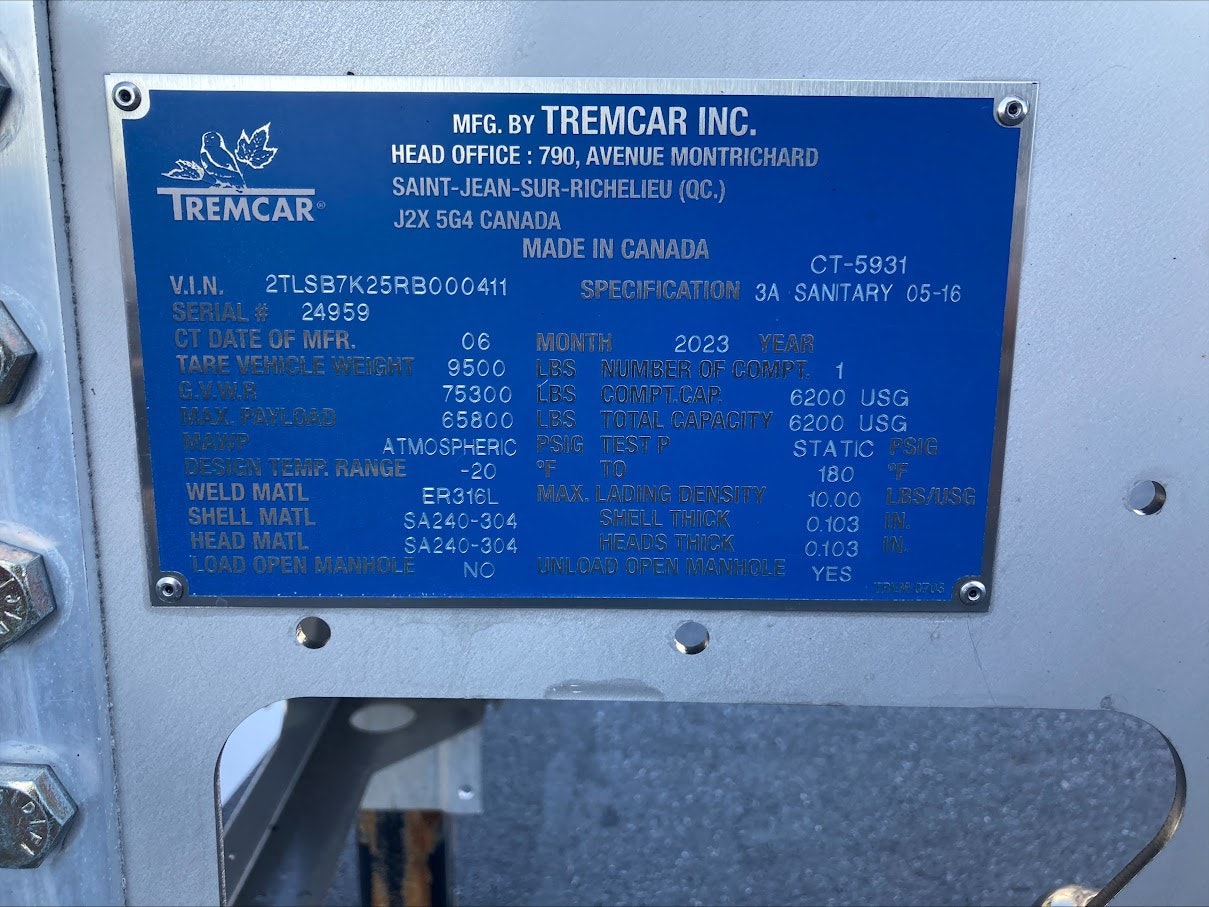 MFG. BY TREMCAR INC.
HEAD OFFICE : 790, AVENUE MONTRICHARD
SAINT-JEAN-SUR-RICHELIEU (QC.)
J2X 5G4 CANADA
MADE IN CANADA
TREMCAR®
CT-5931
V.I.N. 2TLSB7K25RB000411 SPECIFICATION 3A SANITARY 05-16
SERIAL # 24959
CT DATE OF MFR. 06 MONTH 2023 YEAR
TARE VEHICLE WEIGHT 9500 LBS NUMBER OF COMPT. 1
G.V.W.R 75300 LBS COMPT.CAP. 6200 USG
MAX. PAYLOAD 65800 LBS TOTAL CAPACITY 6200 USG
MAWP ATMOSPHERIC PSIG TEST P STATIC PSIG
DESIGN TEMP. RANGE -20 °F TO 180 °F
WELD MATL ER316L MAX. LADING DENSITY 10.00 LBS/USG
SHELL MATL SA240-304 SHELL THICK 0.103 IN.
HEAD MATL SA240-304 HEADS THICK 0.103 IN.
LOAD OPEN MANHOLE NO UNLOAD OPEN MANHOLE YES